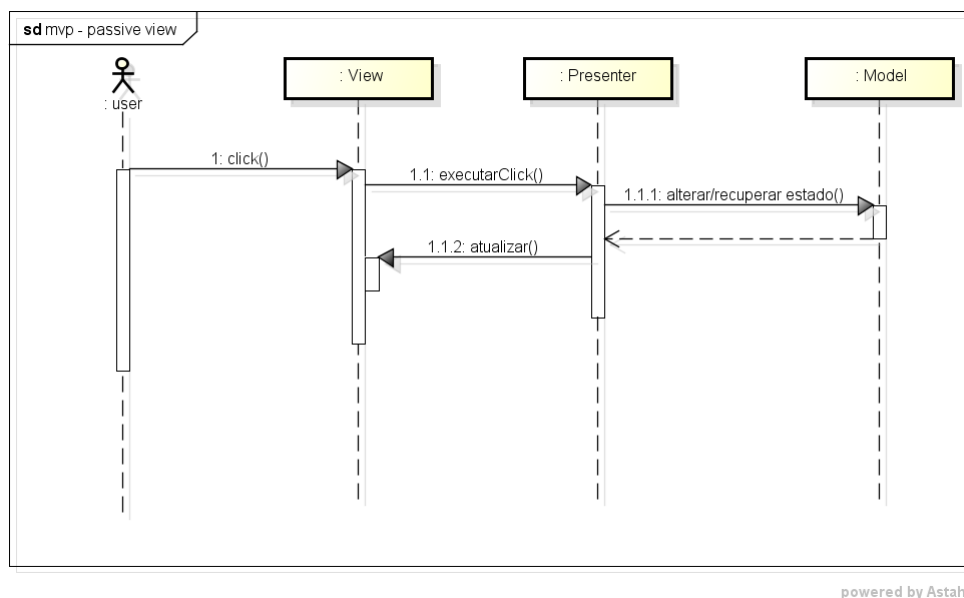 sd mvp - passive view
: user
: View
: Presenter
: Model
1: click()
1.1: executarClick()
1.1.1: alterar/recuperar estado()
1.1.2: atualizar()
powered by Astah